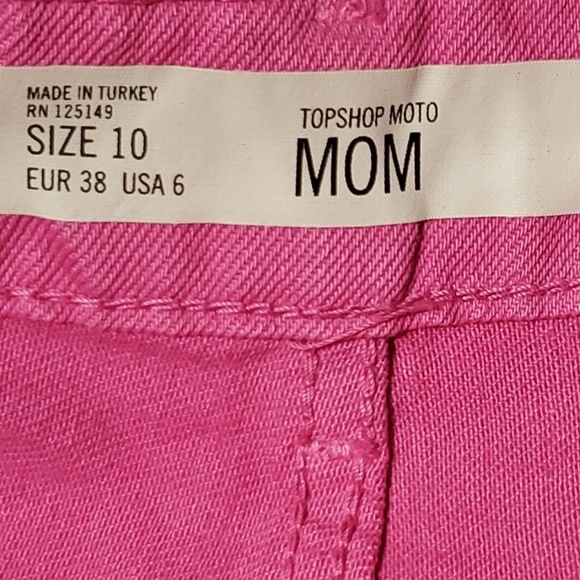 MADE IN TURKEY
RN 125149
SIZE 10
EUR 38 USA 6
TOPSHOP MOTO
MOM